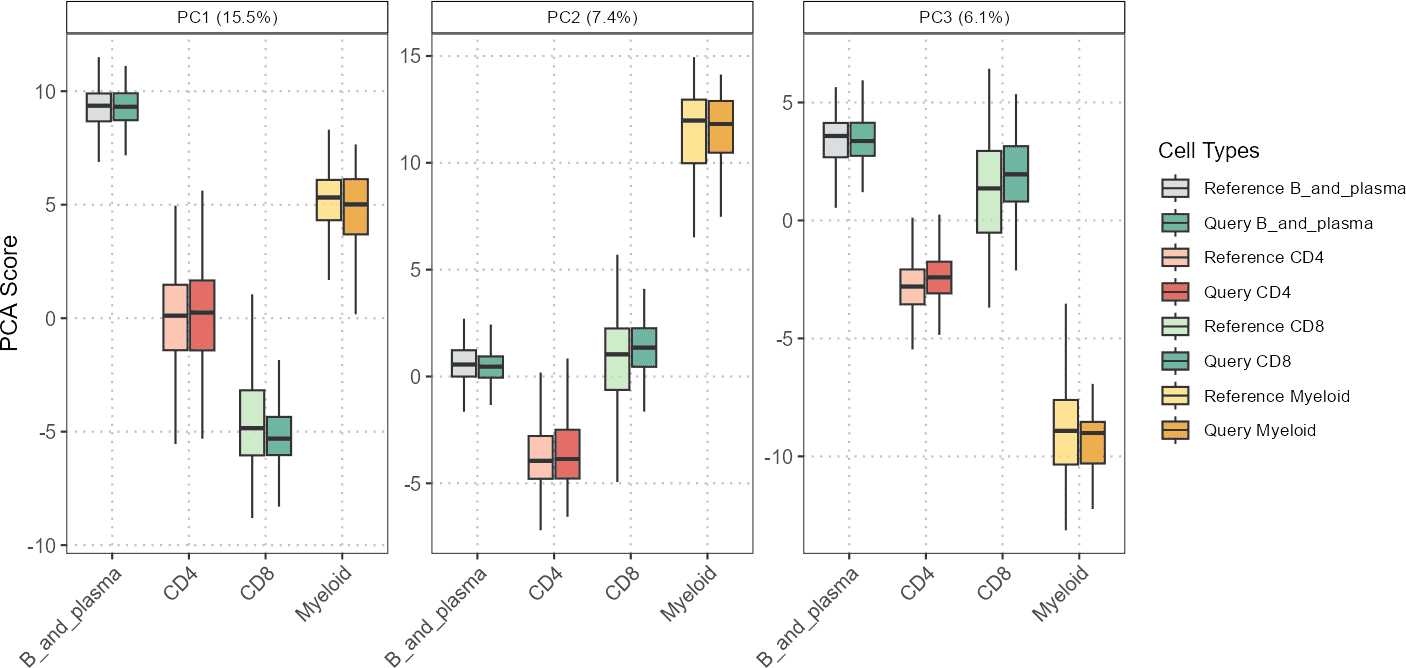 PC1 (15.5%)
PC2 (7.4%)
PC3 (6.1%)
PCA Score
10
5
0
-5
-10
15
10
5
0
-5
5
0
-5
-10
B_and_plasma
CD4
CD8
Myeloid
B_and_plasma
CD4
CD8
Myeloid
B_and_plasma
CD4
CD8
Myeloid
Cell Types
Reference B_and_plasma
Query B_and_plasma
Reference CD4
Query CD4
Reference CD8
Query CD8
Reference Myeloid
Query Myeloid